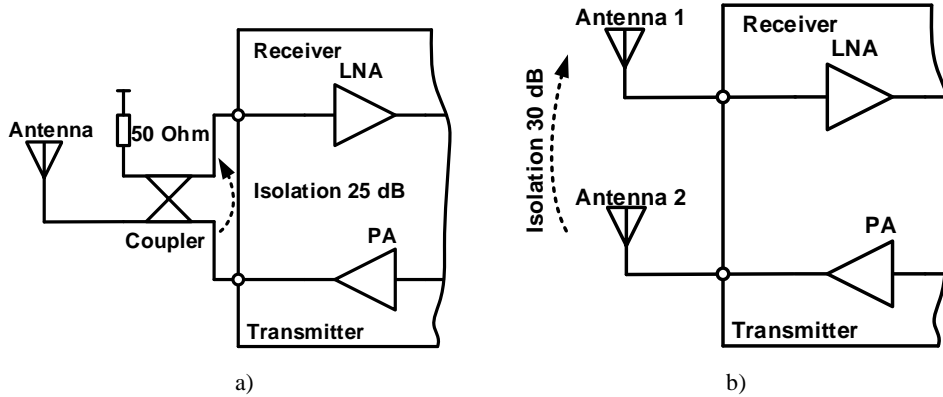 Receiver
LNA
Antenna
50 Ohm
Isolation 25 dB
Coupler
PA
Transmitter
a)
Antenna 1
Receiver
LNA
Isolation 30 dB
Antenna 2
PA
Transmitter
b)